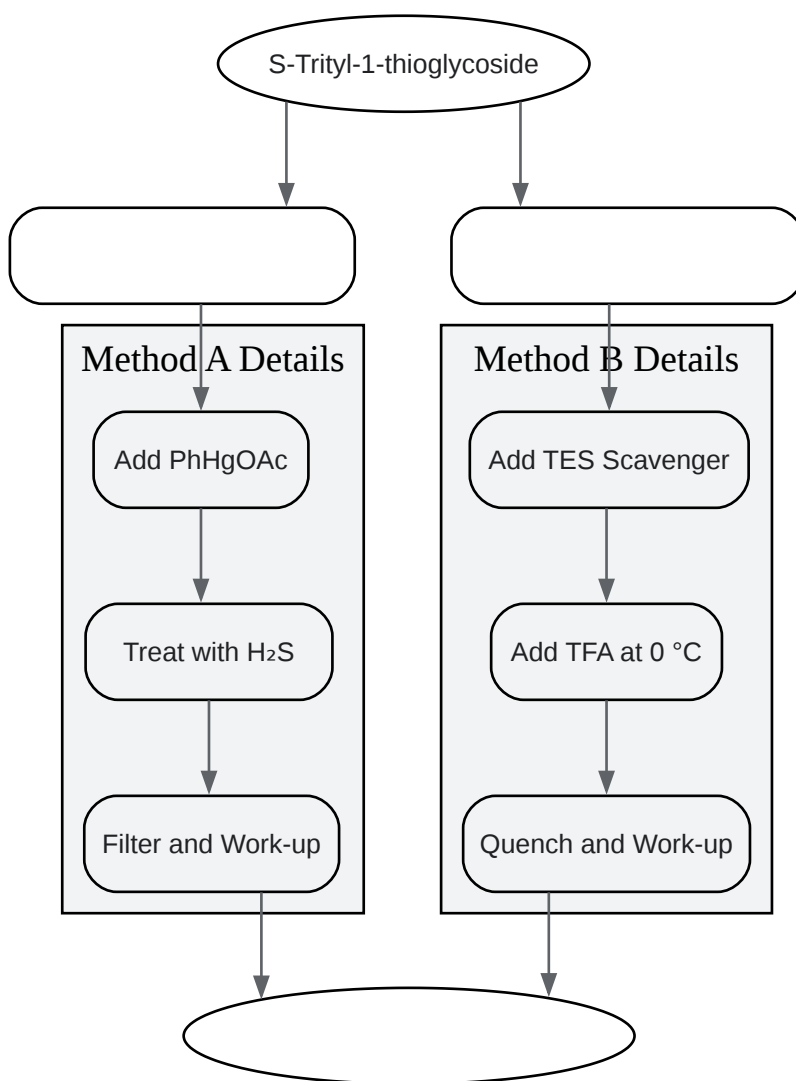 S-Trityl-1-thioglycoside
Method A Details
Method B Details
Add PhHgOAc
Add TES Scavenger
Treat with H₂S
Add TFA at 0 °C
Filter and Work-up
Quench and Work-up